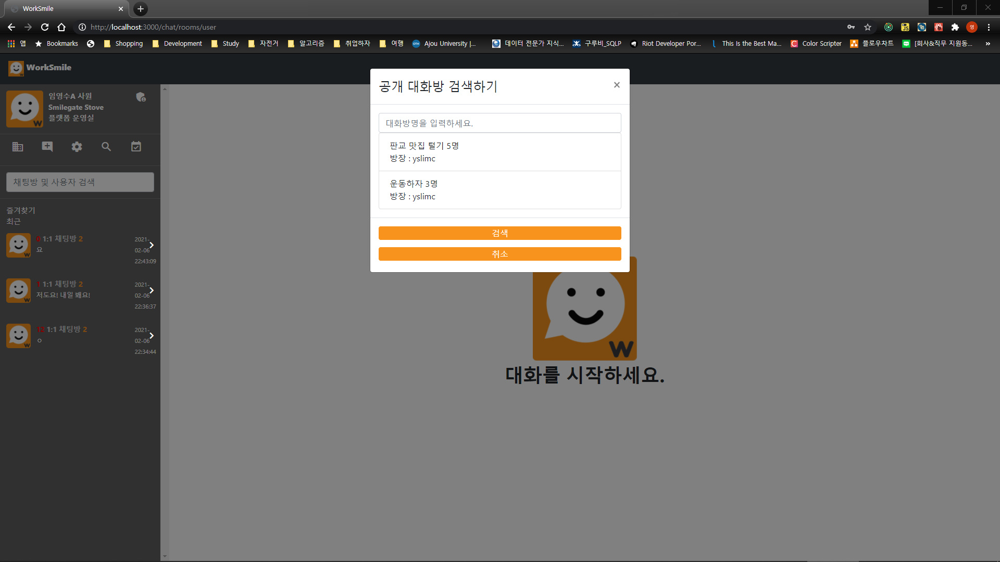 WorkSmile
http://localhost:3000/chat/rooms/user
영
앱
Bookmarks
Shopping
Development
Study
자전거
알고리즘
취업하자
여행
Ajou University |...
데이터 전문가 지식...
구루비_SQLP
Riot Developer Por...
This Is the Best Ma...
Color Scripter
플로우차트
[회사&직무 지원동...
»
WorkSmile
임영수A 사원
Smilegate Stove
플랫폼 운영실
채팅방 및 사용자 검색
즐겨찾기
최근
0 1:1 채팅방 2
요
2021-
02-06
22:43:09
1 1:1 채팅방 2
저도요! 내일 봬요!
2021-
02-06
22:36:37
12 1:1 채팅방 2
ㅇ
2021-
02-06
22:34:44
공개 대화방 검색하기
×
대화방명을 입력하세요.
판교 맛집 털기 5명
방장 : yslimc
운동하자 3명
방장 : yslimc
검색
취소
W
대화를 시작하세요.